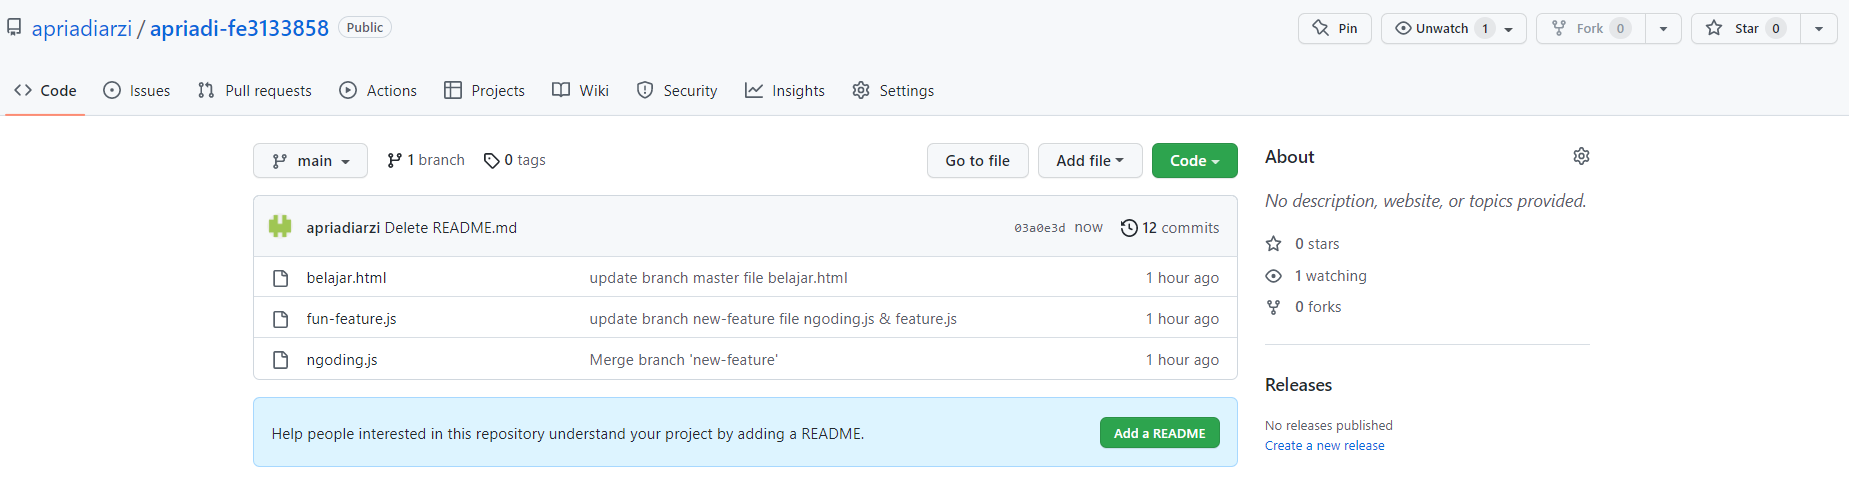 apriadiarzi / apriadi-fe3133858 Public
Pin Unwatch 1 Fork 0 Star 0
Code Issues Pull requests Actions Projects Wiki Security Insights Settings
main 1 branch 0 tags Go to file Add file Code
apriadiarzi Delete README.md 03a0e3d now 12 commits
belajar.html update branch master file belajar.html 1 hour ago
fun-feature.js update branch new-feature file ngoding.js & feature.js 1 hour ago
ngoding.js Merge branch 'new-feature' 1 hour ago
Help people interested in this repository understand your project by adding a README. Add a README
About
No description, website, or topics provided.
0 stars
1 watching
0 forks
Releases
No releases published
Create a new release